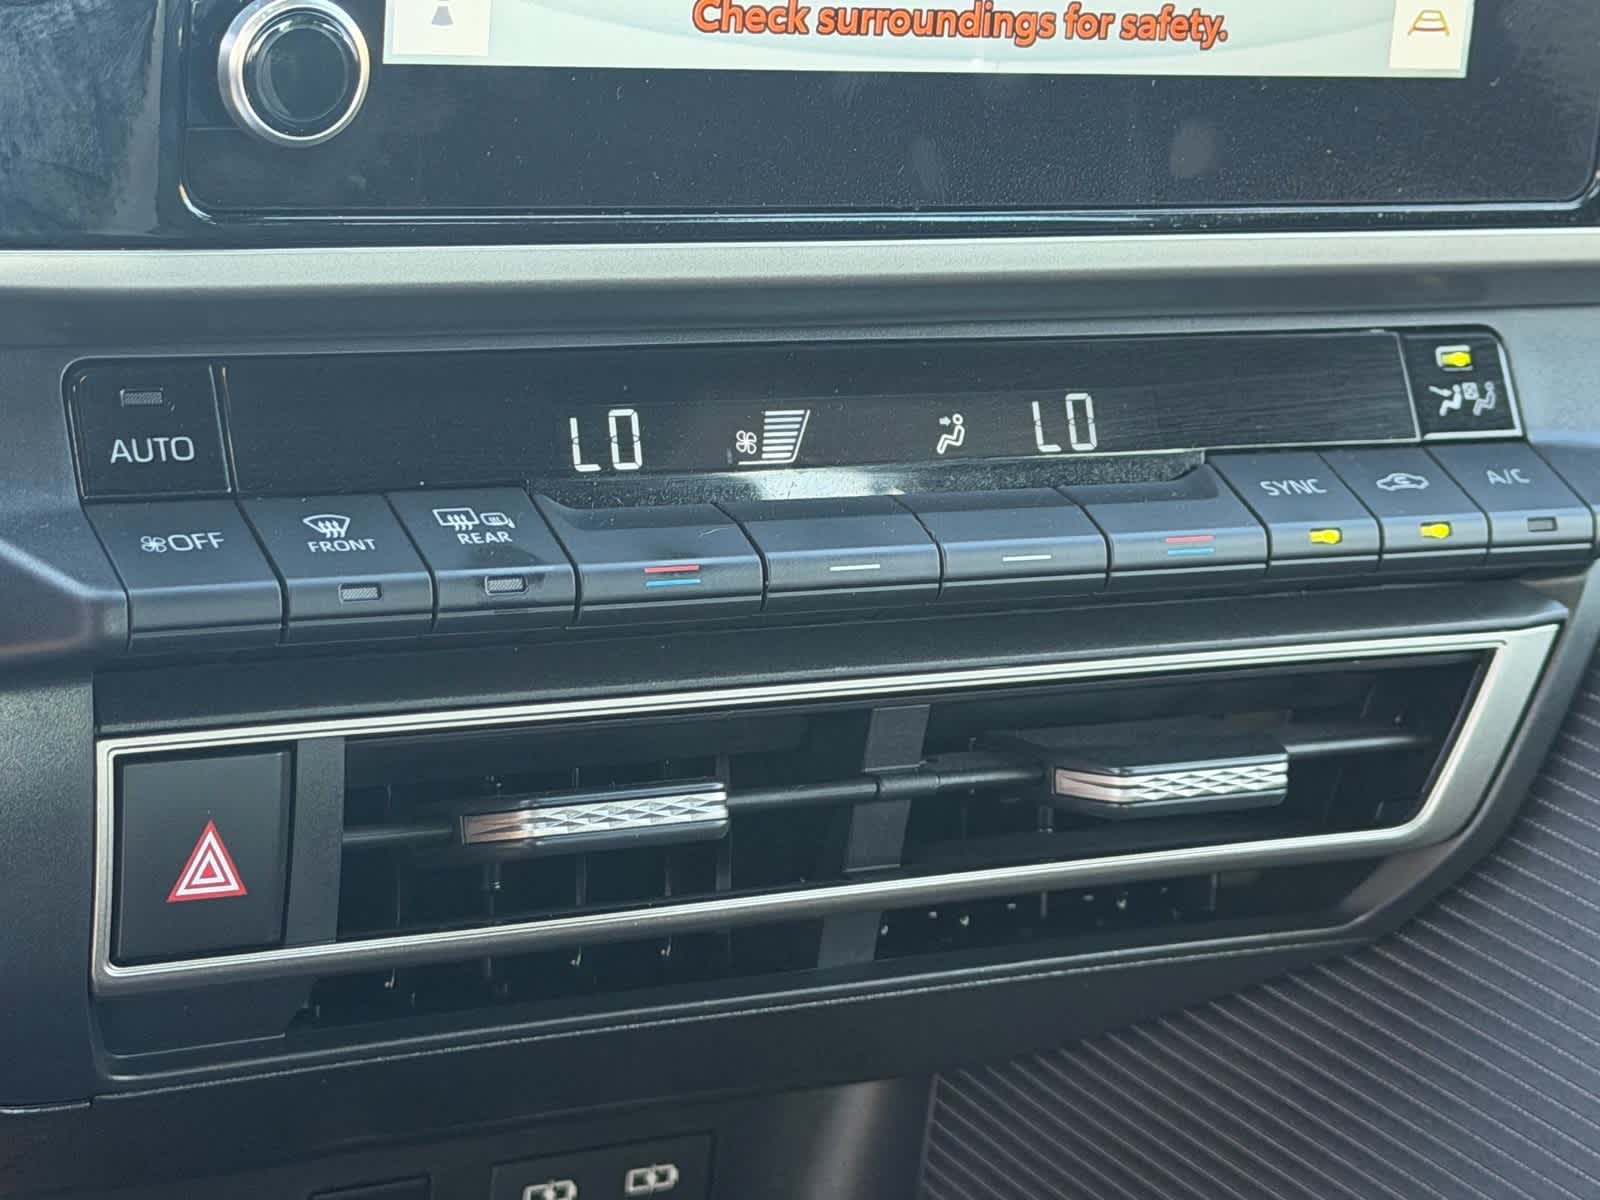 Check surroundings for safety.
AUTO
LO
LO
OFF
FRONT
REAR
SYNC
A/C